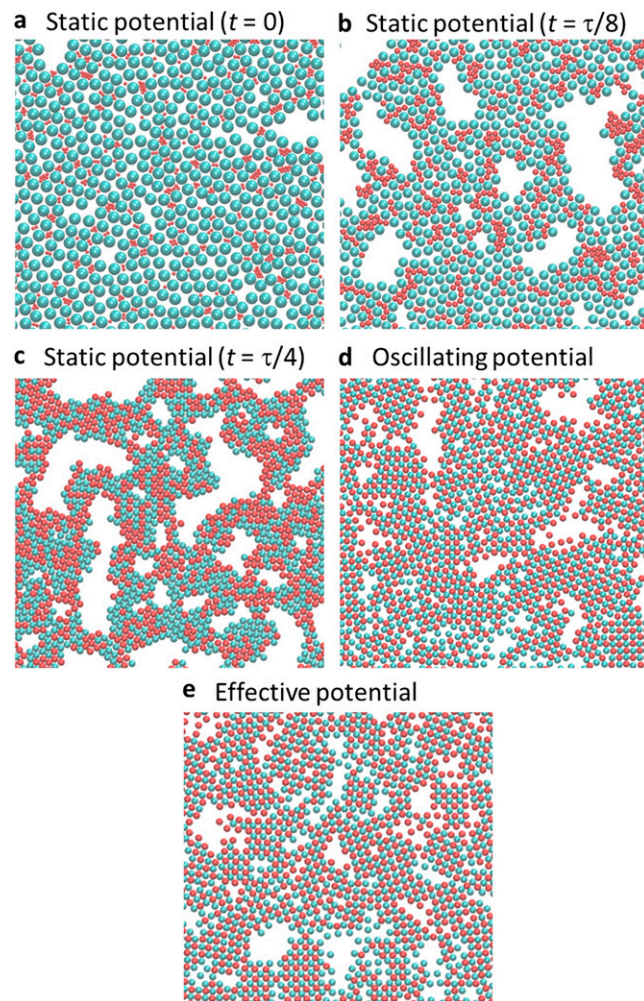 a Static potential (t = 0)
b Static potential (t = τ/8)
c Static potential (t = τ/4)
d Oscillating potential
e Effective potential